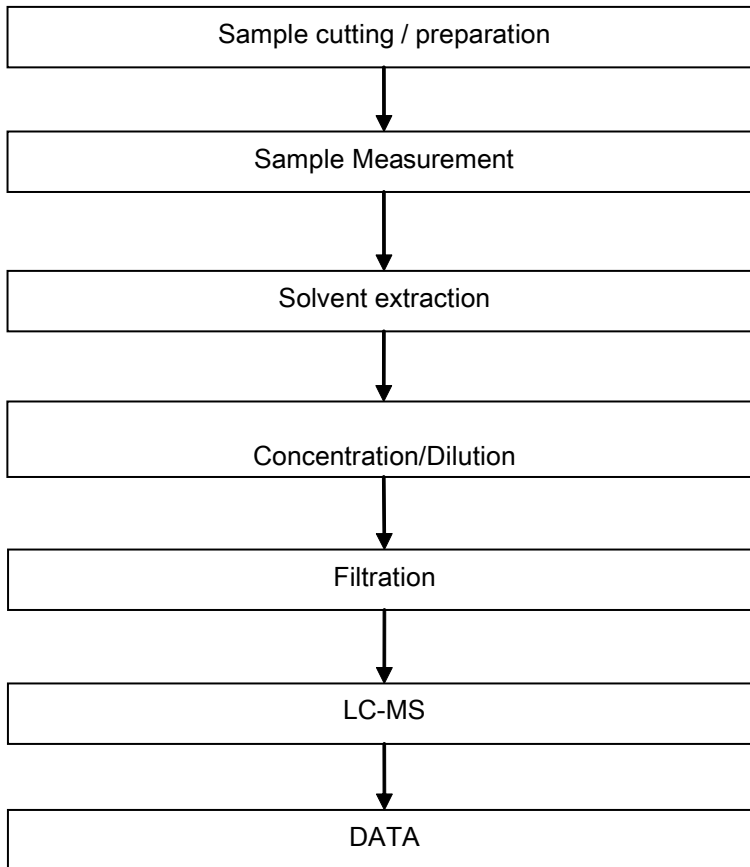 Sample cutting / preparation
Sample Measurement
Solvent extraction
Concentration/Dilution
Filtration
LC-MS
DATA